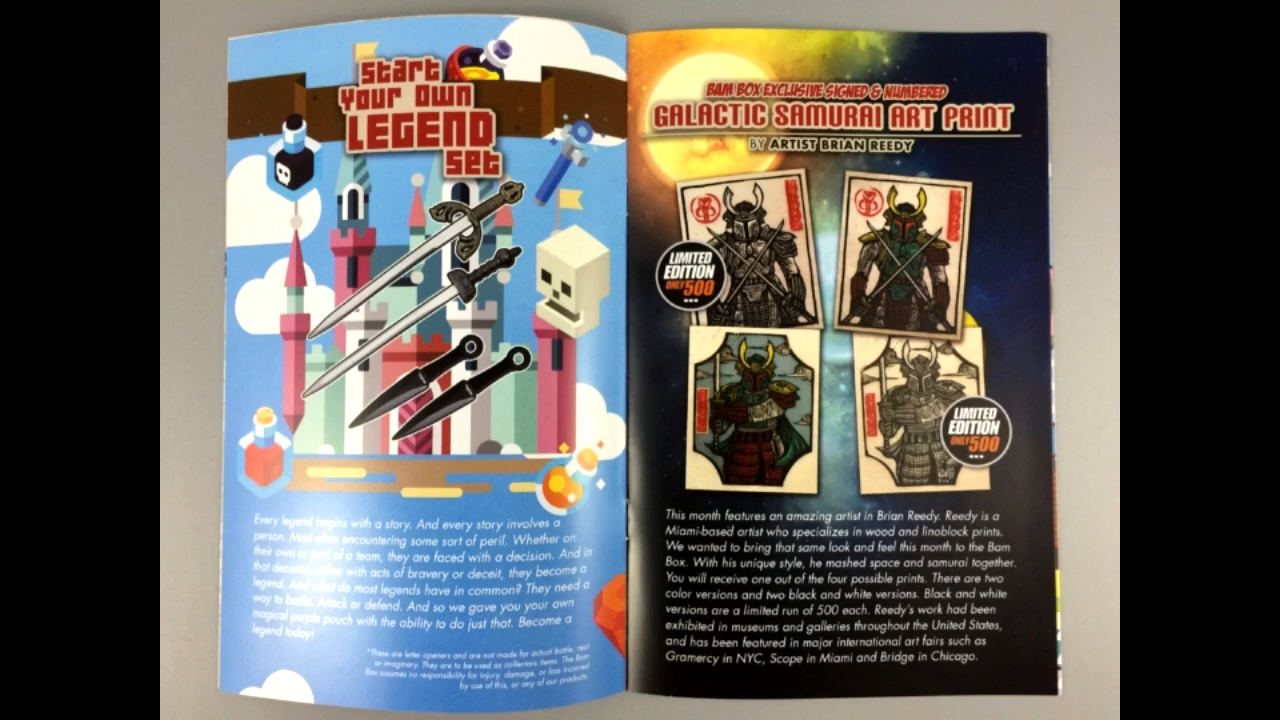 Start
Your Own
LEGEND
Set
Every legend begins with a story. And every story involves a
person. Most often encountering some sort of peril. Whether on
their own or part of a team, they are faced with a decision. And in
that decision, either with acts of bravery or deceit, they become a
legend. And what do most legends have in common? They need a
way to battle. Attack or defend. And so we gave you your own
magical purple pouch with the ability to do just that. Become a
legend today!
*These are letter openers and are not made for actual battle, real
or imaginary. They are to be used as collectors items. The Bam
Box assumes no responsibility for injury, damage, or loss incurred
by use of this, or any of our products.
BAM BOX EXCLUSIVE SIGNED & NUMBERED
GALACTIC SAMURAI ART PRINT
BY ARTIST BRIAN REEDY
LIMITED
EDITION
ONLY 500
LIMITED
EDITION
ONLY 500
This month features an amazing artist in Brian Reedy. Reedy is a
Miami-based artist who specializes in wood and linoblock prints.
We wanted to bring that same look and feel this month to the Bam
Box. With his unique style, he mashed space and samurai together.
You will receive one out of the four possible prints. There are two
color versions and two black and white versions. Black and white
versions are a limited run of 500 each. Reedy's work had been
exhibited in museums and galleries throughout the United States,
and has been featured in major international art fairs such as
Gramercy in NYC, Scope in Miami and Bridge in Chicago.